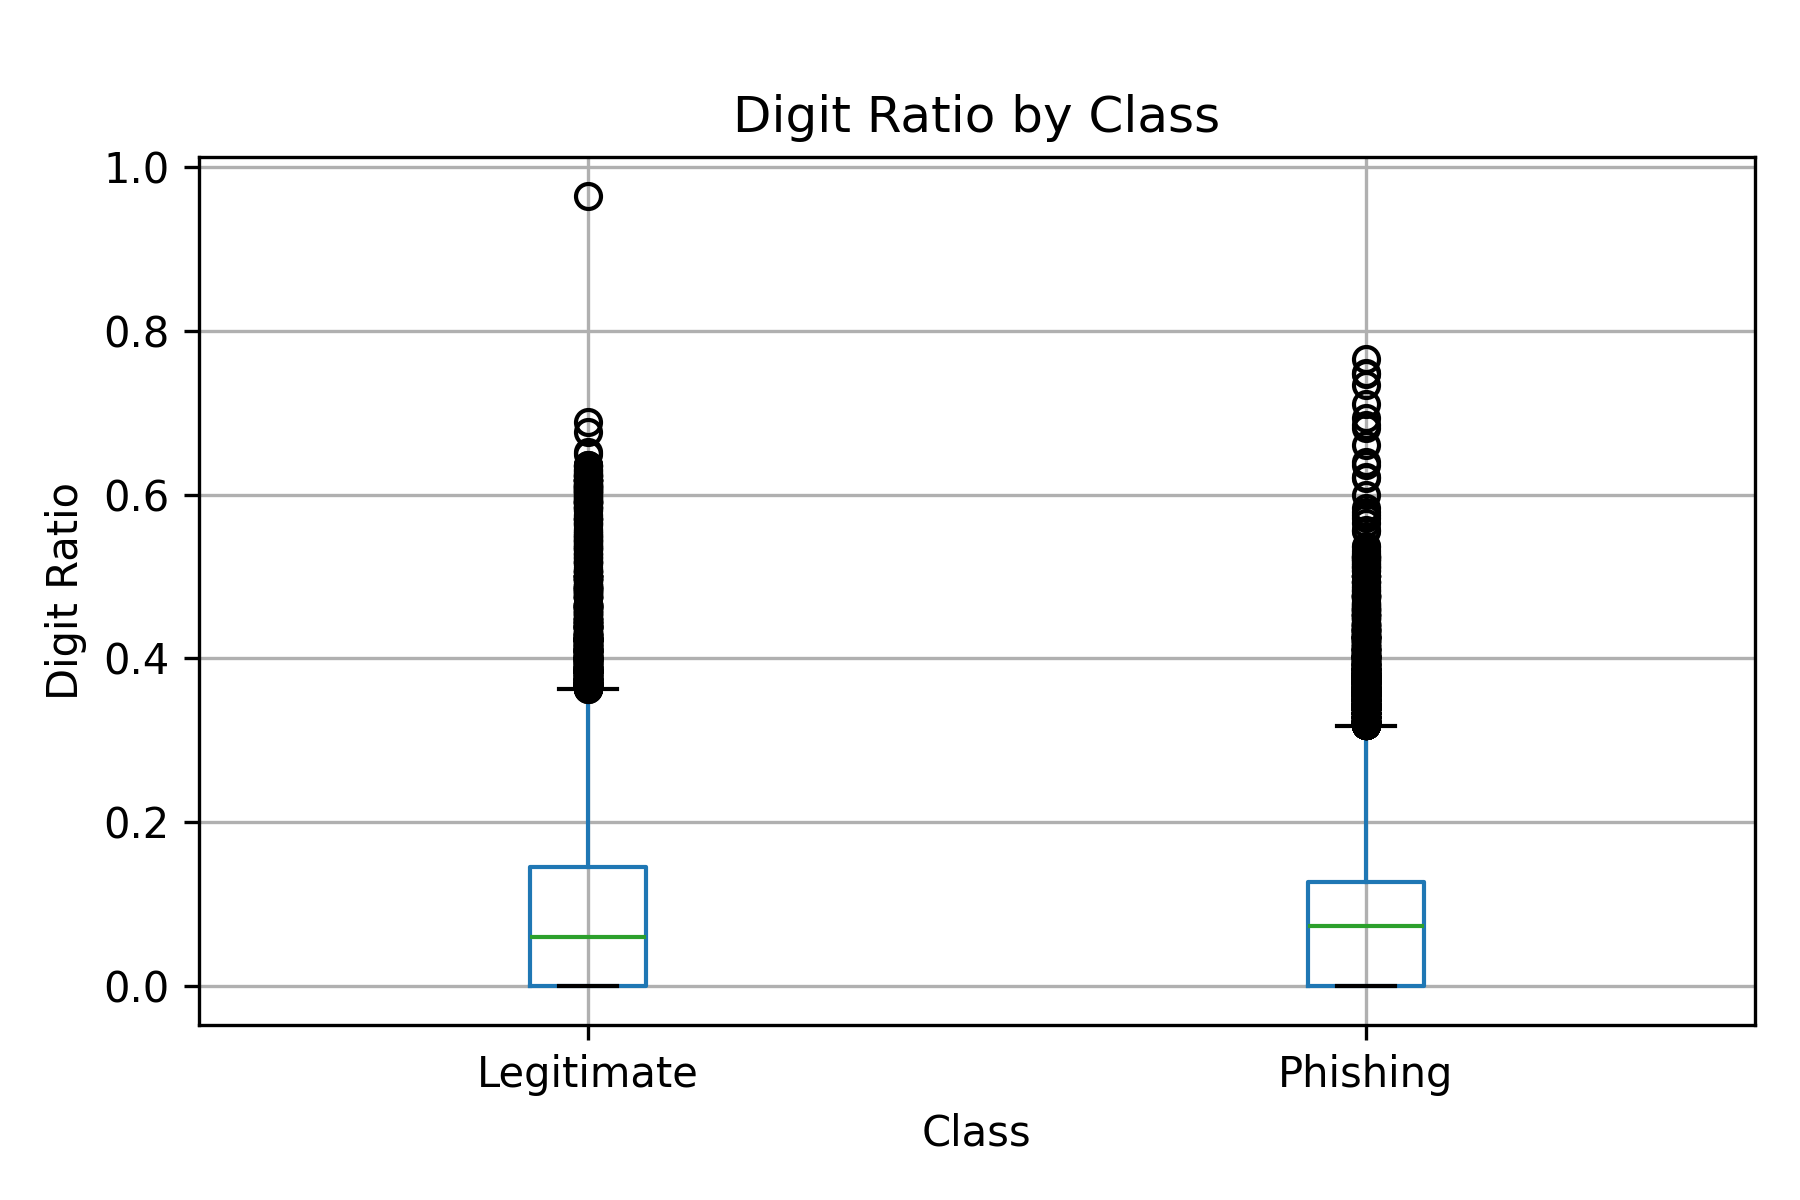 Digit Ratio by Class
1.0
0.8
0.6
0.4
0.2
0.0
Digit Ratio
Legitimate
Phishing
Class